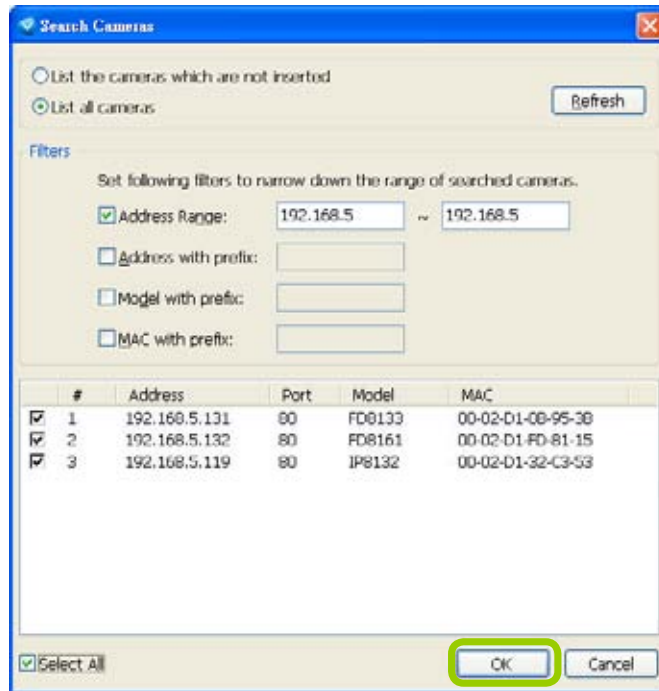 Search Cameras
List the cameras which are not inserted
List all cameras
Refresh
Filters
Set following filters to narrow down the range of searched cameras.
Address Range: 192.168.5 ~ 192.168.5
Address with prefix:
Model with prefix:
MAC with prefix:
# Address Port Model MAC
1 192.168.5.131 80 FD8133 00-02-D1-0B-95-3B
2 192.168.5.132 80 FD8161 00-02-D1-FD-81-15
3 192.168.5.119 80 IP8132 00-02-D1-32-C3-53
Select All OK Cancel